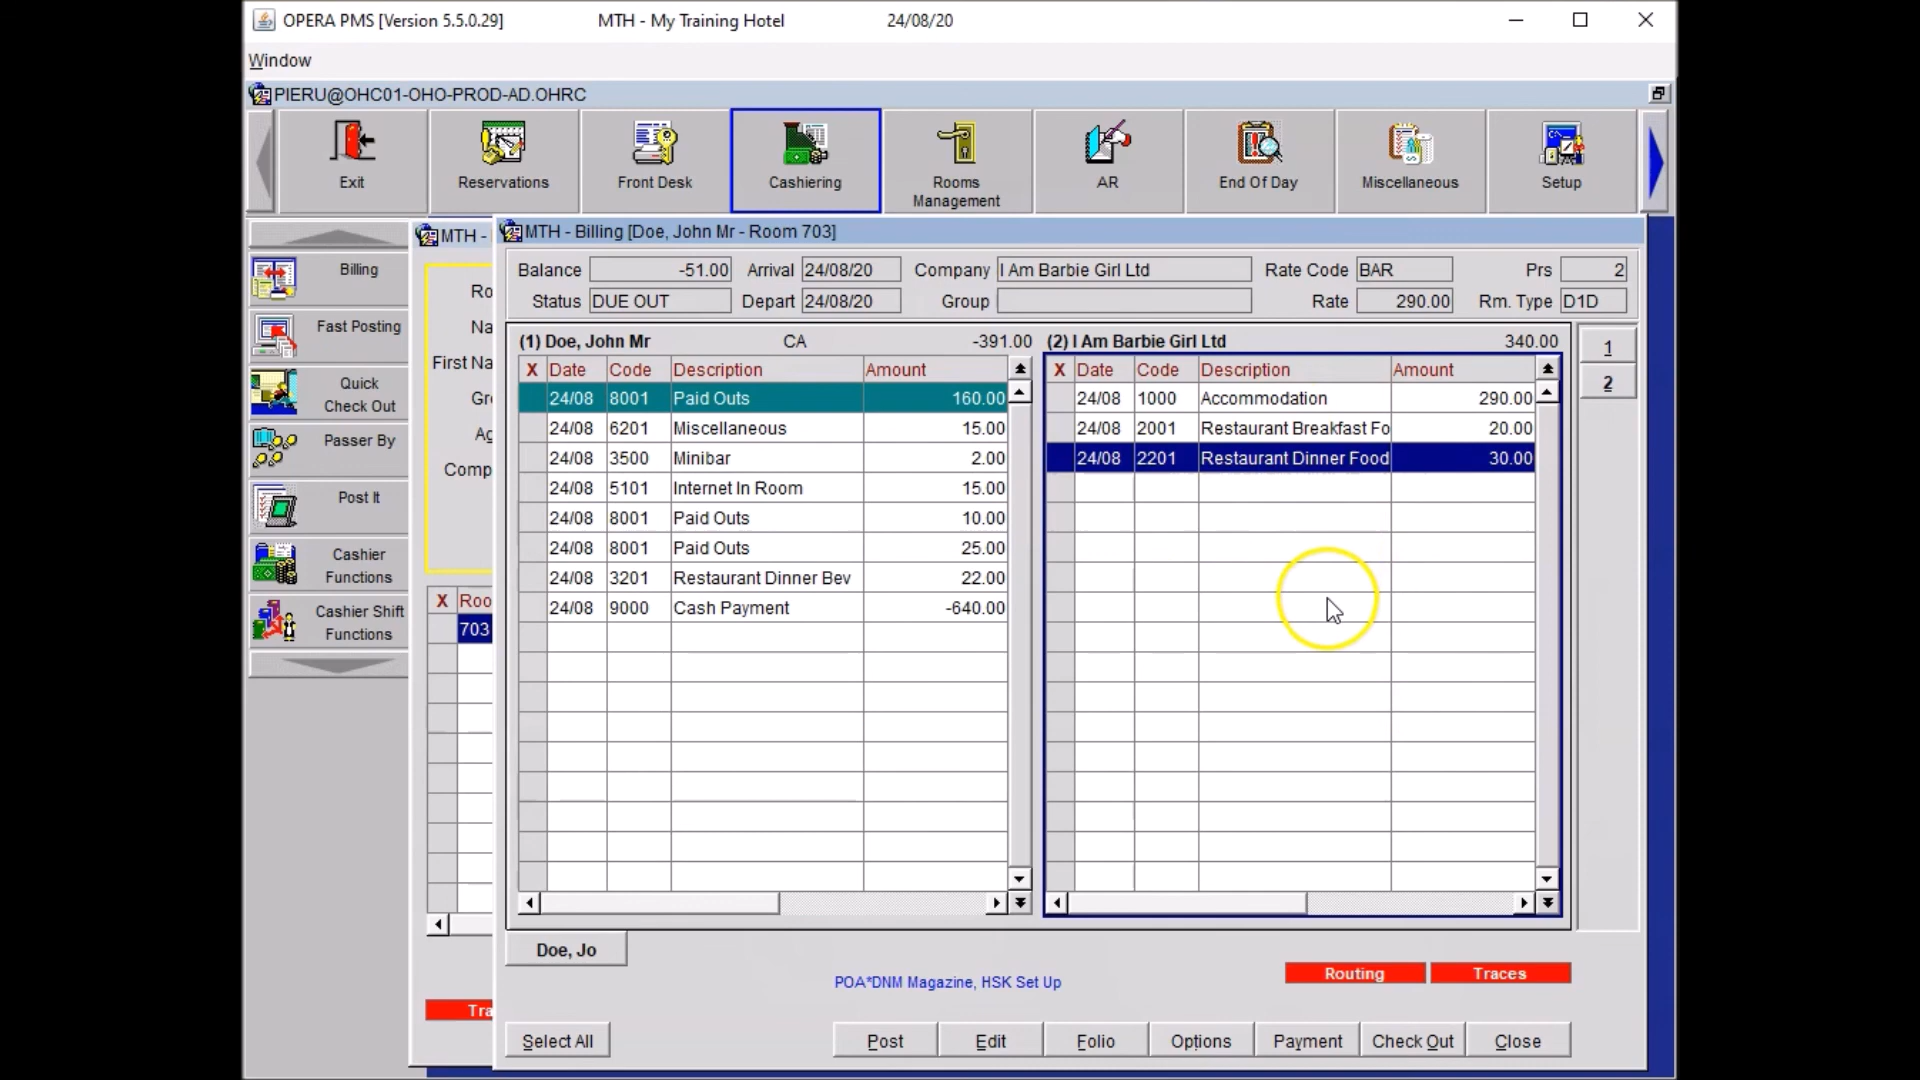 OPERA PMS [Version 5.5.0.29] MTH - My Training Hotel 24/08/20
Window
PIERU@OHC01-OHO-PROD-AD.OHRC
Exit
Reservations
Front Desk
Cashiering
Rooms
Management
AR
End Of Day
Miscellaneous
Setup
Billing
Fast Posting
Quick
Check Out
Passer By
Post It
Cashier
Functions
Cashier Shift
Functions
MTH -
Ro
Na
First Na
Gr
Ag
Comp
X Roo
703
Tra
MTH - Billing [Doe, John Mr - Room 703]
Balance -51.00 Arrival 24/08/20 Company I Am Barbie Girl Ltd Rate Code BAR Prs 2
Status DUE OUT Depart 24/08/20 Group Rate 290.00 Rm. Type D1D
(1) Doe, John Mr CA -391.00
X Date Code Description Amount
24/08 8001 Paid Outs 160.00
24/08 6201 Miscellaneous 15.00
24/08 3500 Minibar 2.00
24/08 5101 Internet In Room 15.00
24/08 8001 Paid Outs 10.00
24/08 8001 Paid Outs 25.00
24/08 3201 Restaurant Dinner Bev 22.00
24/08 9000 Cash Payment -640.00
(2) I Am Barbie Girl Ltd 340.00
X Date Code Description Amount
24/08 1000 Accommodation 290.00
24/08 2001 Restaurant Breakfast Fo 20.00
24/08 2201 Restaurant Dinner Food 30.00
1
2
Doe, Jo
POA*DNM Magazine, HSK Set Up
Routing Traces
Select All Post Edit Folio Options Payment Check Out Close